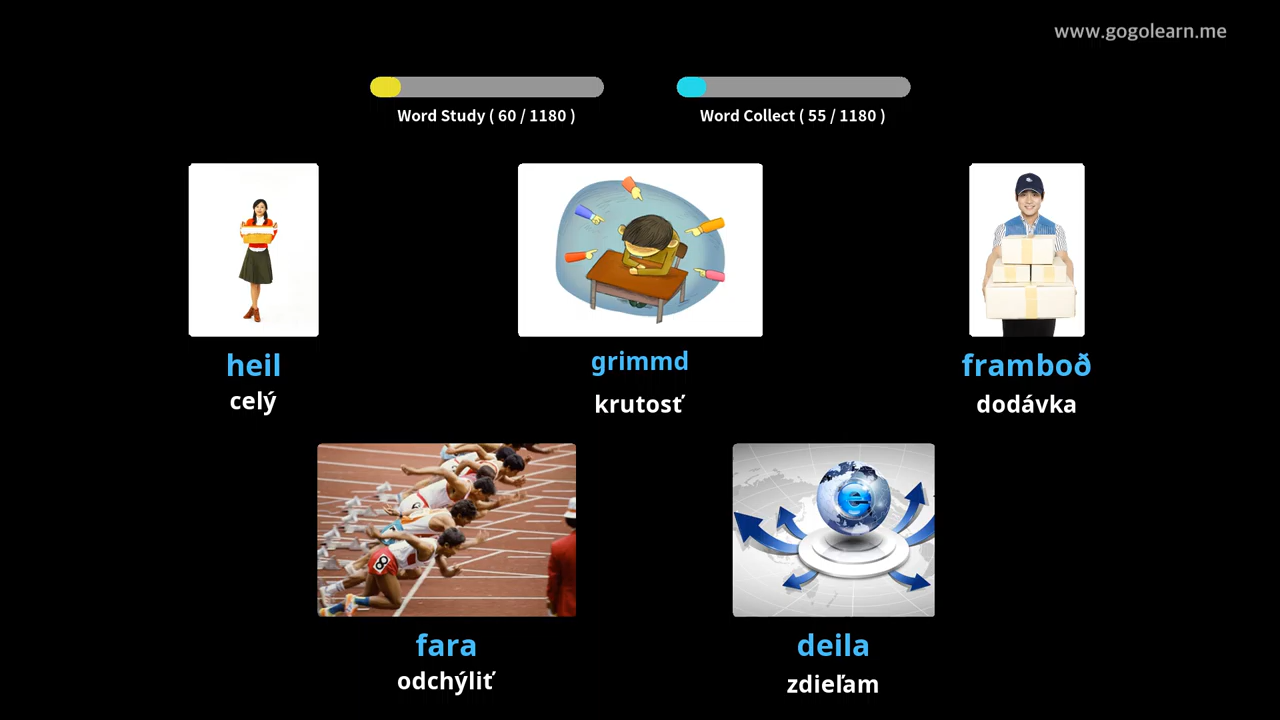 www.gogolearn.me
Word Study ( 60 / 1180 )
Word Collect ( 55 / 1180 )
heil
celý
grimmd
krutosť
framboð
dodávka
8
e
fara
odchýliť
deila
zdieľam